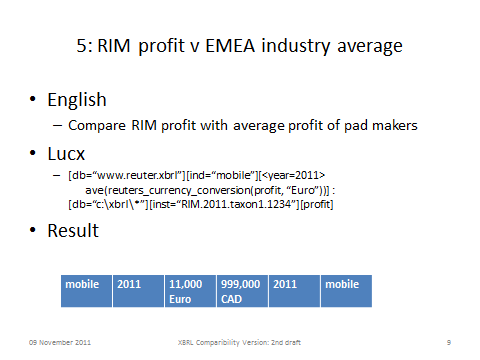 5: RIM profit v EMEA industry average
• English
– Compare RIM profit with average profit of pad makers
• Lucx
– [db=“www.reuter.xbrl”][ind=“mobile”][<year=2011>
ave(reuters_currency_conversion(profit, “Euro”))] :
[db=“c:\xbrl\*”][inst=“RIM.2011.taxon1.1234”][profit]
• Result
mobile 2011 11,000 999,000 2011 mobile
Euro CAD
09 November 2011 XBRL Comparibility Version: 2nd draft 9